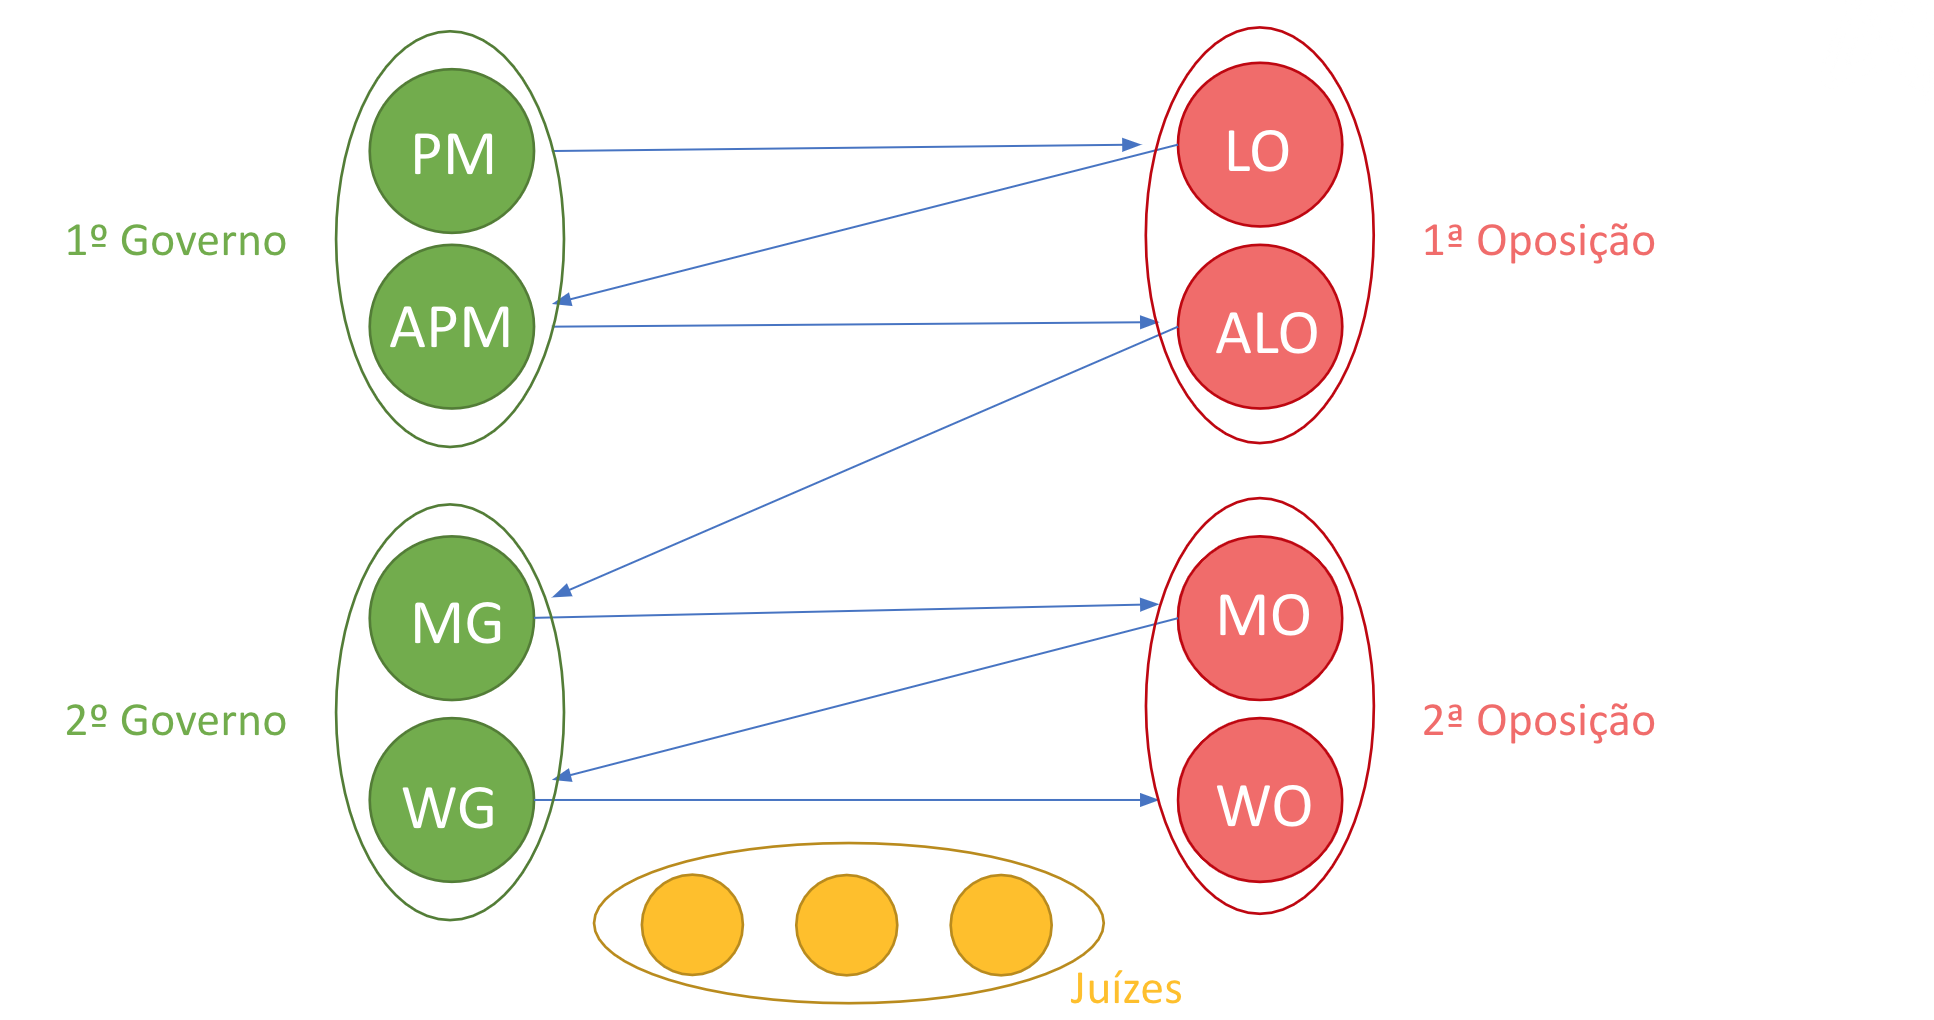 PM
LO
1º Governo
1ª Oposição
APM
ALO
MG
MO
2º Governo
2ª Oposição
WG
WO
Juízes